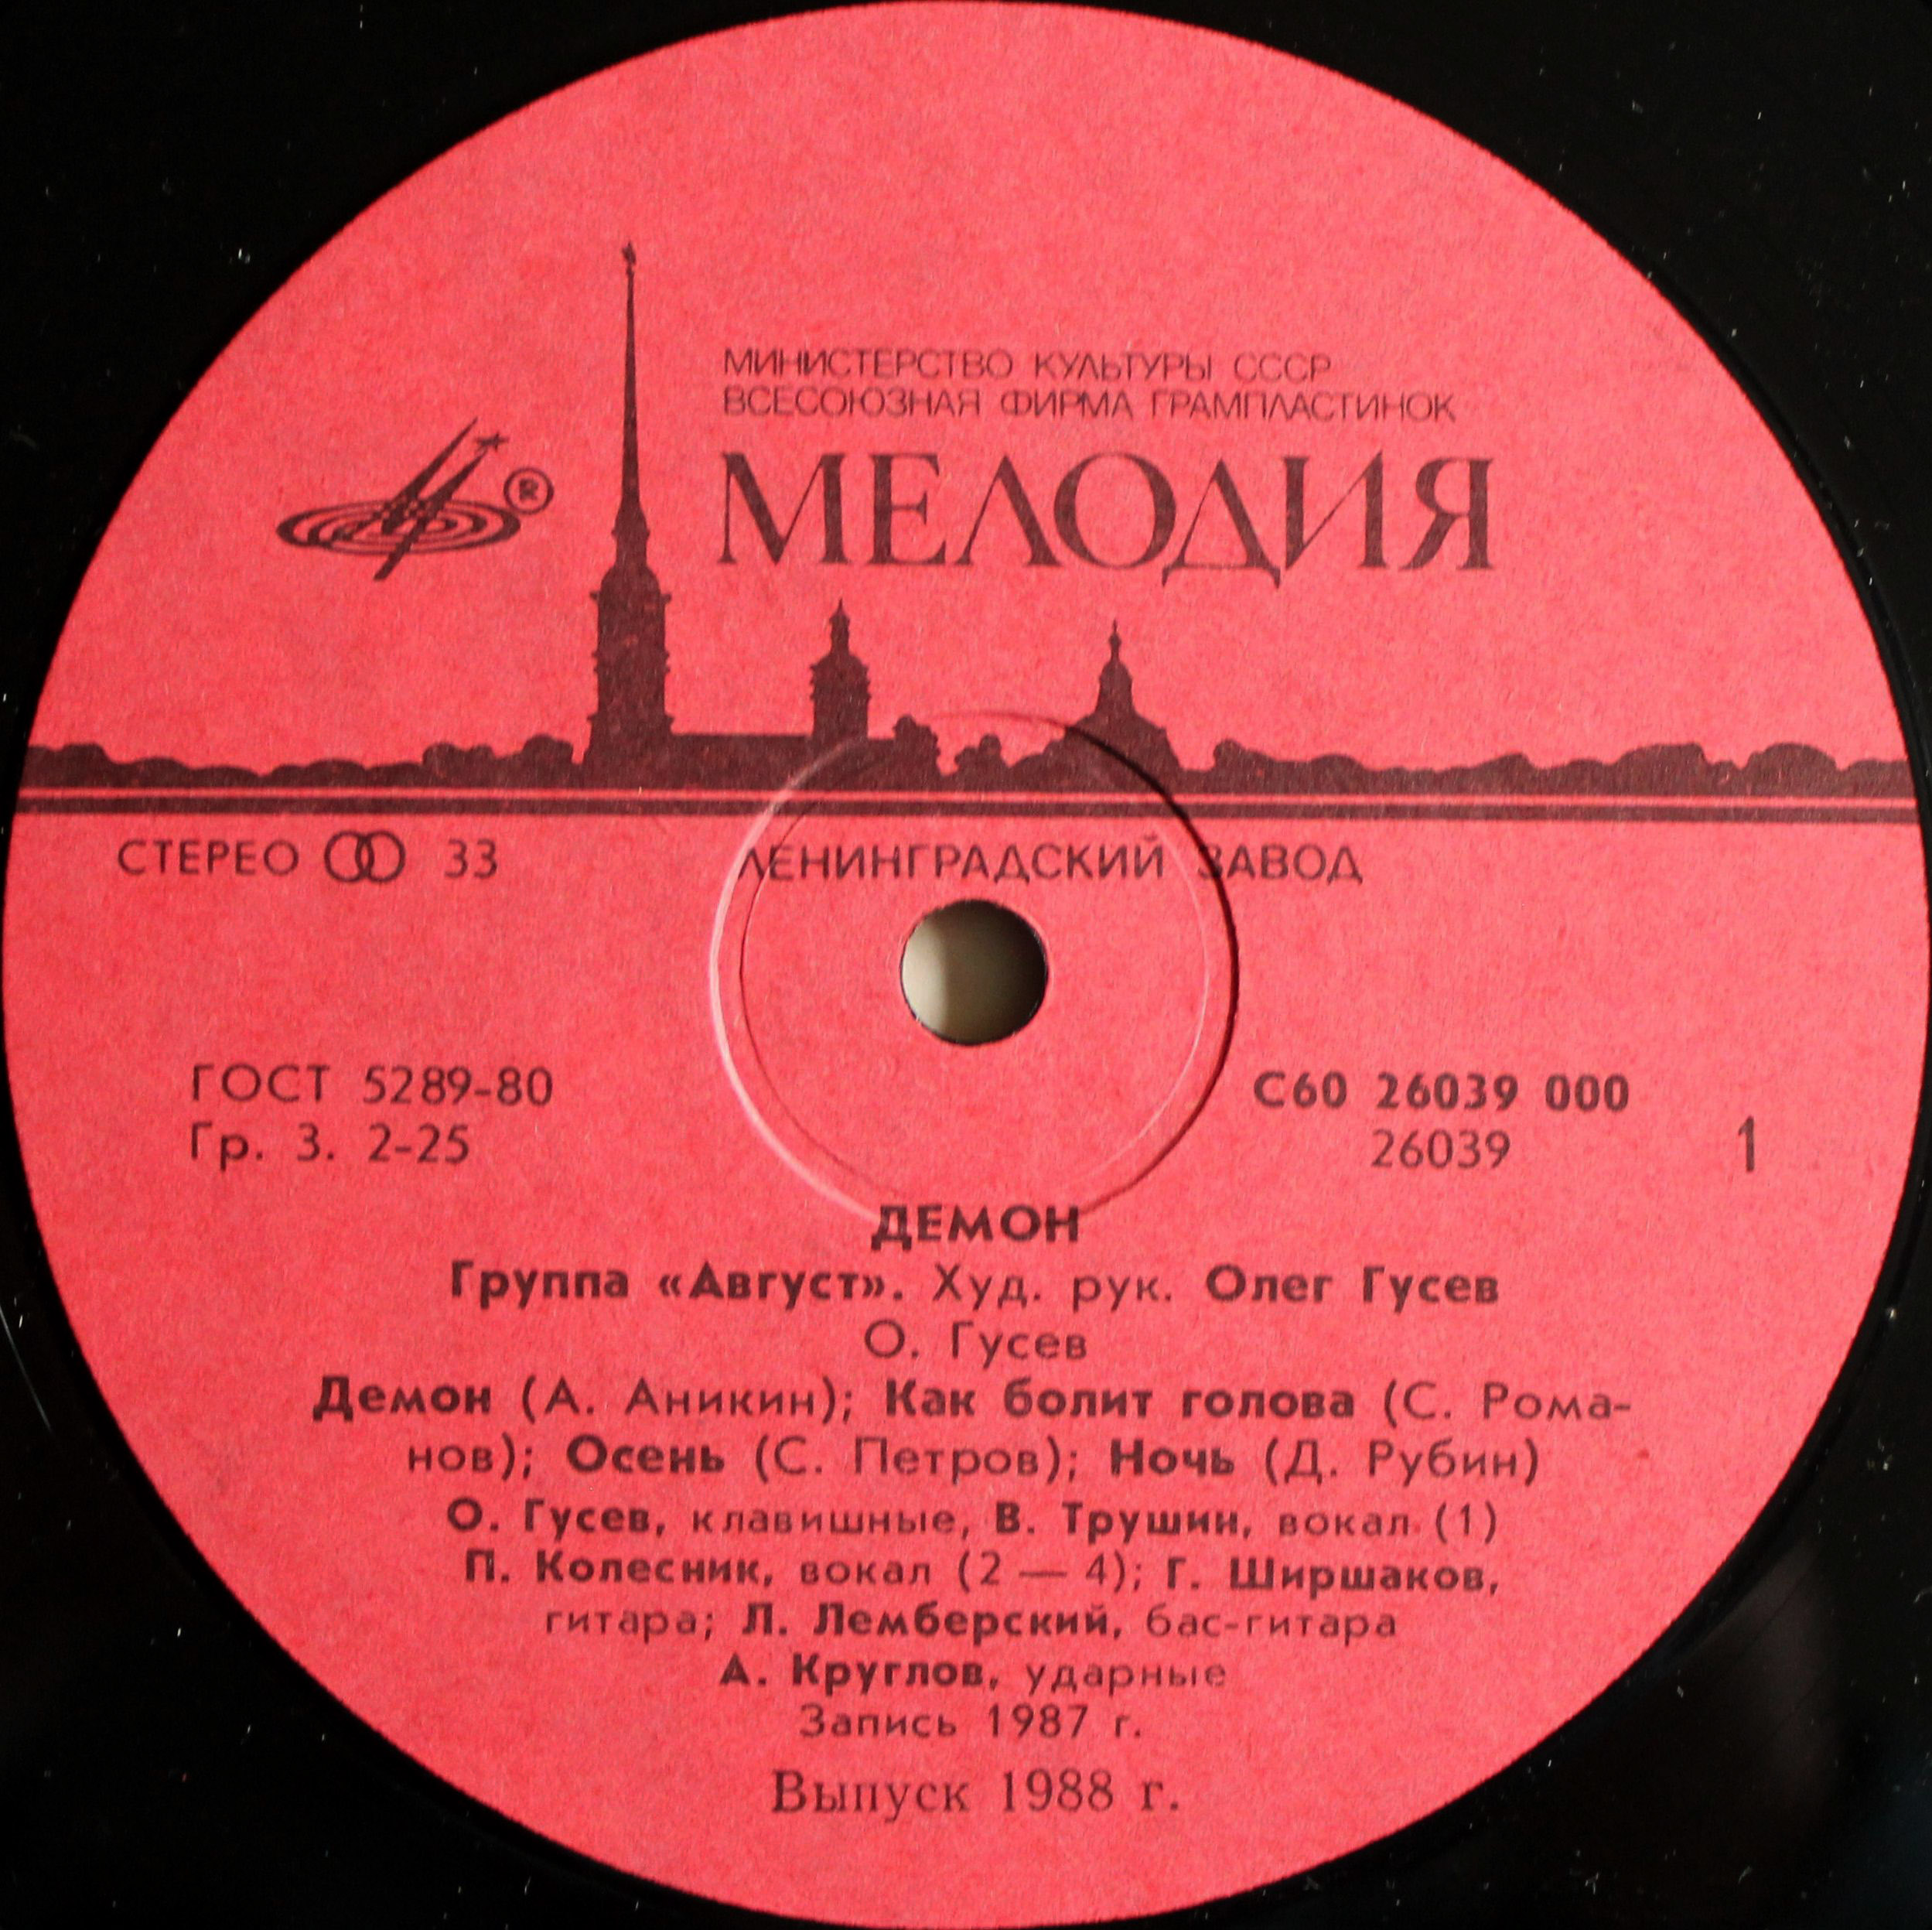 МИНИСТЕРСТВО КУЛЬТУРЫ СССР
ВСЕСОЮЗНАЯ ФИРМА ГРАМПЛАСТИНОК
МЕЛОДИЯ
®
СТЕРЕО 33
ЛЕНИНГРАДСКИЙ ЗАВОД
ГОСТ 5289-80
Гр. 3. 2-25
С60 26039 000
26039
1
ДЕМОН
Группа «Август». Худ. рук. Олег Гусев
О. Гусев
Демон (А. Аникин); Как болит голова (С. Рома-
нов); Осень (С. Петров); Ночь (Д. Рубин)
О. Гусев, клавишные, В. Трушин, вокал (1)
П. Колесник, вокал (2 — 4); Г. Ширшаков,
гитара; Л. Лемберский, бас-гитара
А. Круглов, ударные
Запись 1987 г.
Выпуск 1988 г.